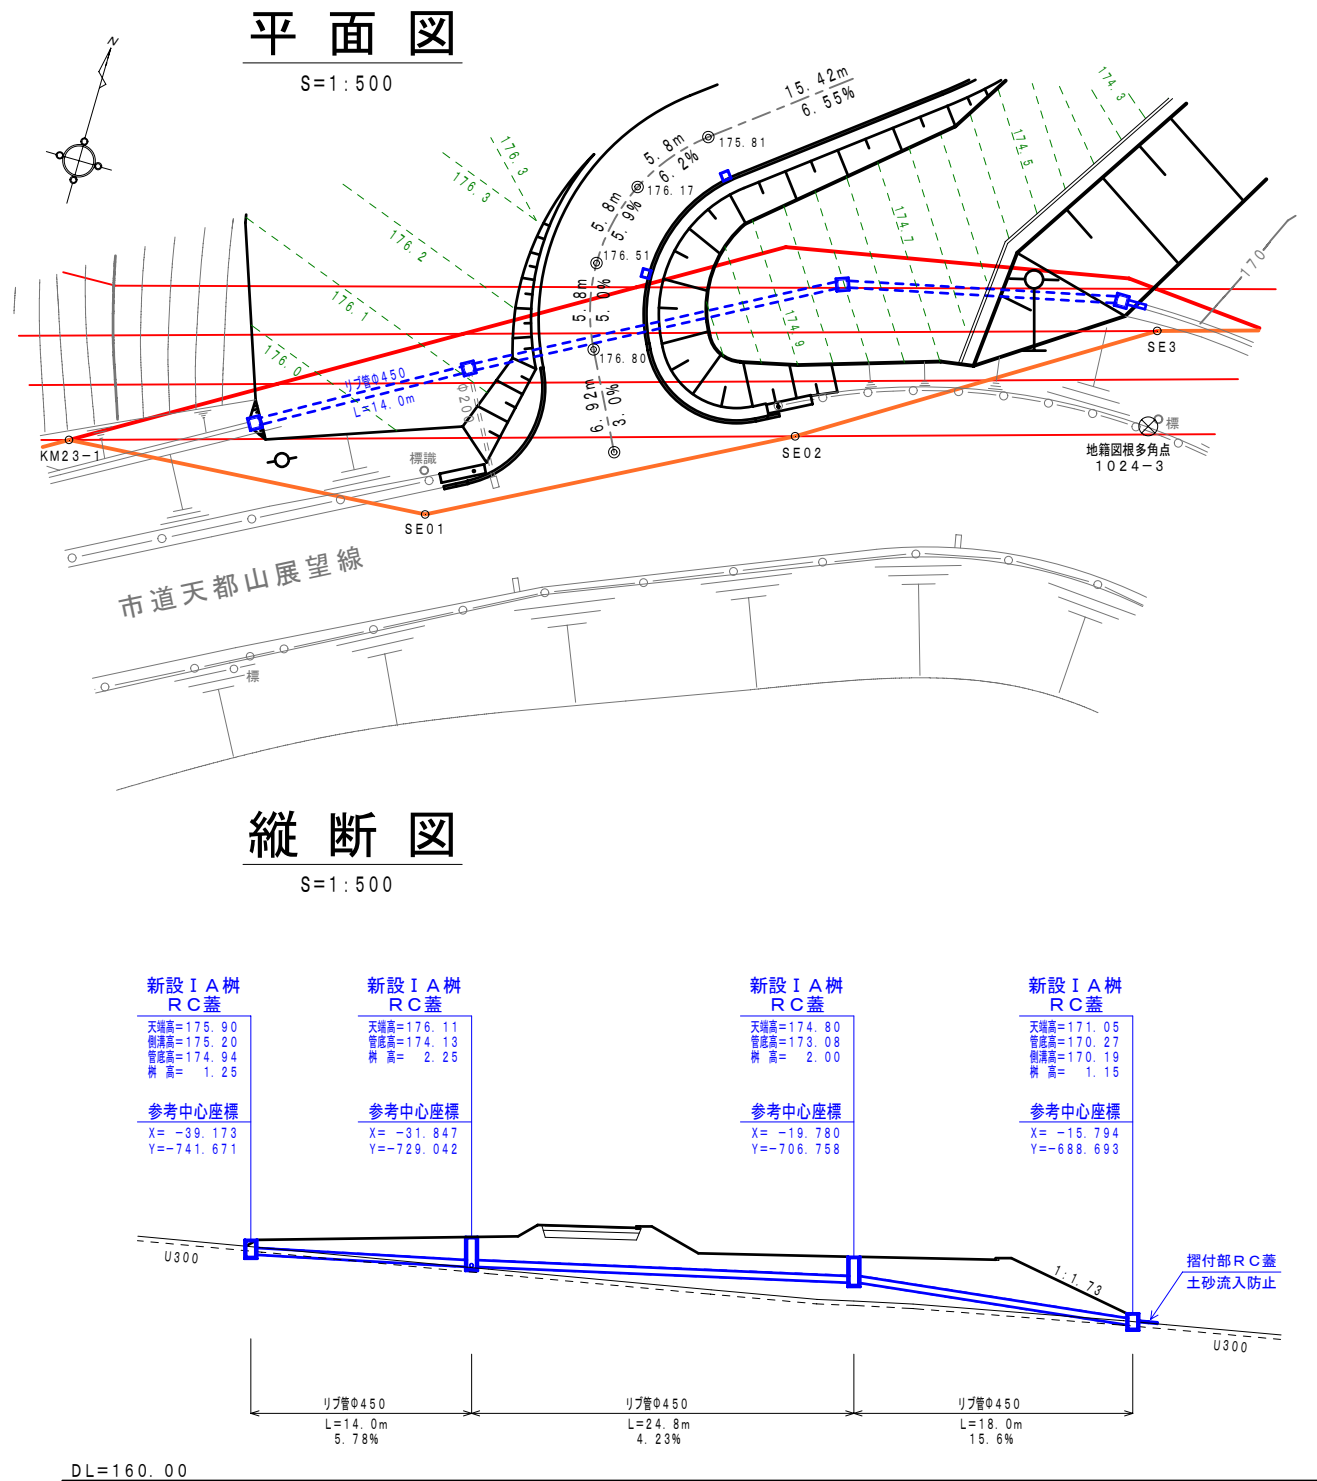 平面図
S=1:500
N
15.42m
6.55%
174.3
176.3
5.8m
6.2%
175.81
174.5
176.3
176.17
5.8m
5.9%
176.2
174.7
176.51
170
176.1
5.8m
5.0%
174.9
176.0
176.80
SE3
リブ管Φ450
L=14.0m
Φ200
6.92m
3.0%
KM23-1
標識
SE02
標
地籍図根多角点
1024-3
SE01
市道天都山展望線
標
縦断図
S=1:500
新設IA桝
RC蓋
天端高=175.90
側溝高=175.20
管底高=174.94
桝 高= 1.25
参考中心座標
X= -39.173
Y=-741.671
新設IA桝
RC蓋
天端高=176.11
管底高=174.13
桝 高= 2.25
参考中心座標
X= -31.847
Y=-729.042
新設IA桝
RC蓋
天端高=174.80
管底高=173.08
桝 高= 2.00
参考中心座標
X= -19.780
Y=-706.758
新設IA桝
RC蓋
天端高=171.05
管底高=170.27
側溝高=170.19
桝 高= 1.15
参考中心座標
X= -15.794
Y=-688.693
U300
1:1.73
摺付部RC蓋
土砂流入防止
U300
リブ管Φ450
L=14.0m
5.78%
リブ管Φ450
L=24.8m
4.23%
リブ管Φ450
L=18.0m
15.6%
DL=160.00